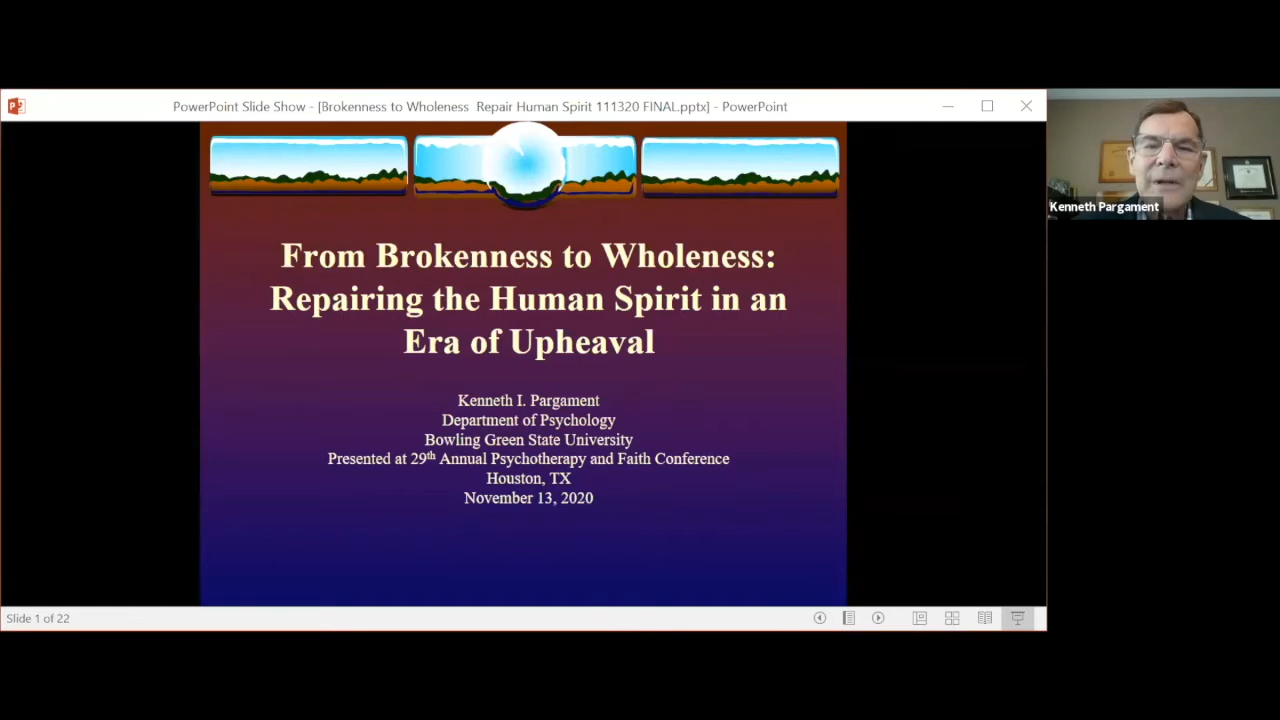 PowerPoint Slide Show - [Brokenness to Wholeness  Repair Human Spirit 111320 FINAL.pptx] - PowerPoint
From Brokenness to Wholeness:
Repairing the Human Spirit in an
Era of Upheaval
Kenneth I. Pargament
Department of Psychology
Bowling Green State University
Presented at 29th Annual Psychotherapy and Faith Conference
Houston, TX
November 13, 2020
Kenneth Pargament
Slide 1 of 22